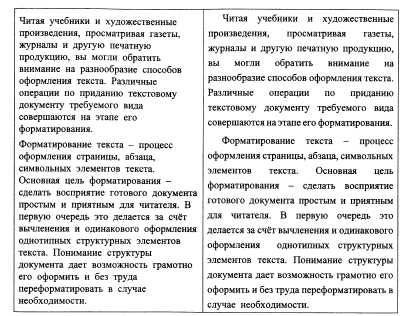 Читая учебники и художественные
произведения, просматривая газеты,
журналы и другую печатную
продукцию, вы могли обратить
внимание на разнообразие способов
оформления текста. Различные
операции по приданию текстовому
документу требуемого вида
совершаются на этапе его
форматирования.
Форматирование текста – процесс
оформления страницы, абзаца,
символьных элементов текста.
Основная цель форматирования –
сделать восприятие готового документа
простым и приятным для читателя. В
первую очередь это делается за счёт
вычленения и одинакового оформления
однотипных структурных элементов
текста. Понимание структуры
документа дает возможность грамотно
его оформить и без труда
переформатировать в случае
необходимости.
Читая учебники и художественные
произведения, просматривая газеты,
журналы и другую печатную продукцию,
вы могли обратить внимание на
разнообразие способов оформления текста.
Различные операции по приданию
текстовому документу требуемого вида
совершаются на этапе его форматирования.
Форматирование текста – процесс
оформления страницы, абзаца, символьных
элементов текста. Основная цель
форматирования – сделать восприятие
готового документа простым и приятным
для читателя. В первую очередь это
делается за счёт вычленения и одинакового
оформления однотипных структурных
элементов текста. Понимание структуры
документа дает возможность грамотно его
оформить и без труда переформатировать в
случае необходимости.